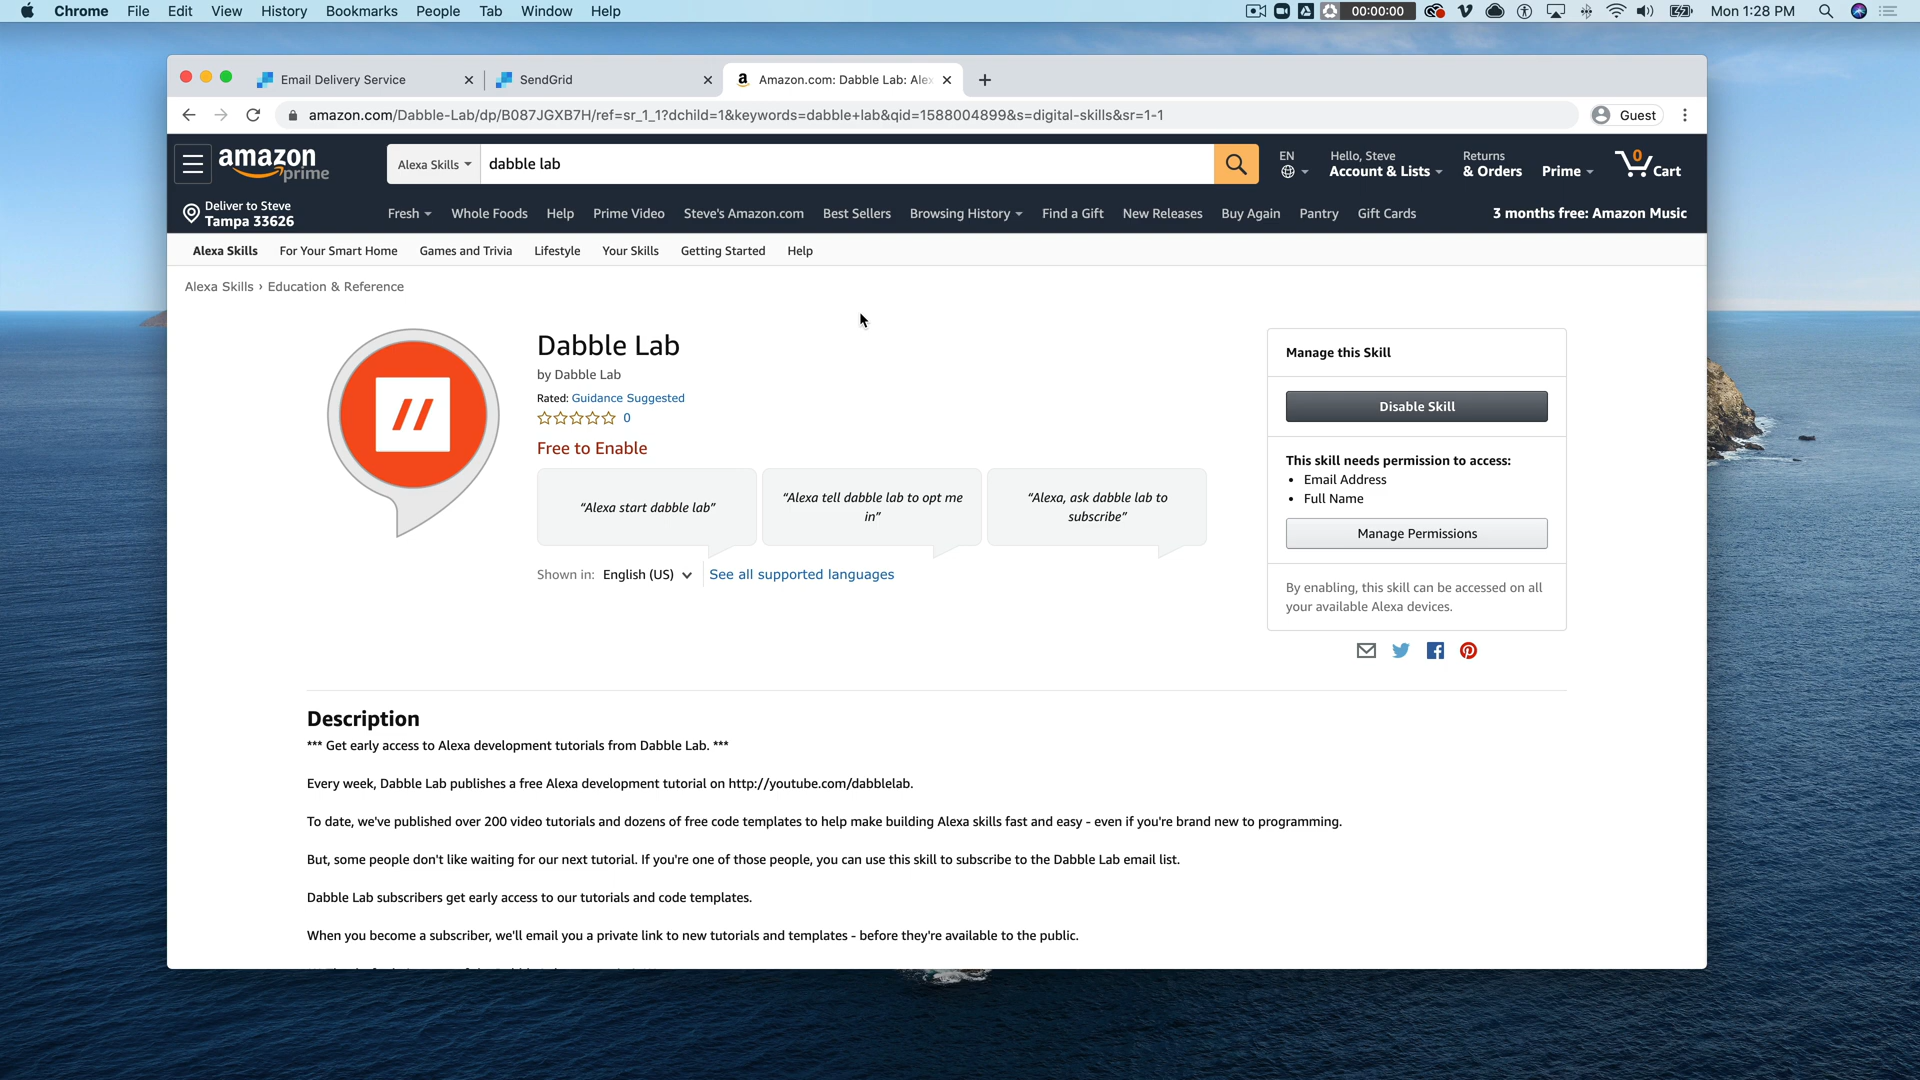 Chrome File Edit View History Bookmarks People Tab Window Help 00:00:00 Mon 1:28 PM
Email Delivery Service SendGrid Amazon.com: Dabble Lab: Alex
amazon.com/Dabble-Lab/dp/B087JGXB7H/ref=sr_1_1?dchild=1&keywords=dabble+lab&qid=1588004899&s=digital-skills&sr=1-1 Guest
amazon prime Alexa Skills dabble lab EN Hello, Steve Account & Lists Returns & Orders Prime 0 Cart
Deliver to Steve
Tampa 33626
Fresh Whole Foods Help Prime Video Steve's Amazon.com Best Sellers Browsing History Find a Gift New Releases Buy Again Pantry Gift Cards 3 months free: Amazon Music
Alexa Skills For Your Smart Home Games and Trivia Lifestyle Your Skills Getting Started Help
Alexa Skills › Education & Reference
Dabble Lab
by Dabble Lab
Rated: Guidance Suggested
0
Free to Enable
“Alexa start dabble lab”
“Alexa tell dabble lab to opt me
in”
“Alexa, ask dabble lab to
subscribe”
Shown in: English (US) See all supported languages
Manage this Skill
Disable Skill
This skill needs permission to access:
• Email Address
• Full Name
Manage Permissions
By enabling, this skill can be accessed on all
your available Alexa devices.
Description
*** Get early access to Alexa development tutorials from Dabble Lab. ***
Every week, Dabble Lab publishes a free Alexa development tutorial on http://youtube.com/dabblelab.
To date, we've published over 200 video tutorials and dozens of free code templates to help make building Alexa skills fast and easy - even if you're brand new to programming.
But, some people don't like waiting for our next tutorial. If you're one of those people, you can use this skill to subscribe to the Dabble Lab email list.
Dabble Lab subscribers get early access to our tutorials and code templates.
When you become a subscriber, we'll email you a private link to new tutorials and templates - before they're available to the public.